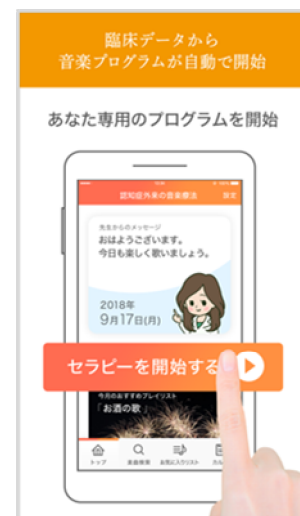 臨床データから
音楽プログラムが自動で開始
あなた専用のプログラムを開始
認知症外来の音楽療法
設定
先生からのメッセージ
おはようございます。
今日も楽しく歌いましょう。
2018年
9月17日(月)
セラピーを開始する
今月のおすすめプレイリスト
「お酒の歌」
トップ
楽曲検索
お気に入りリスト